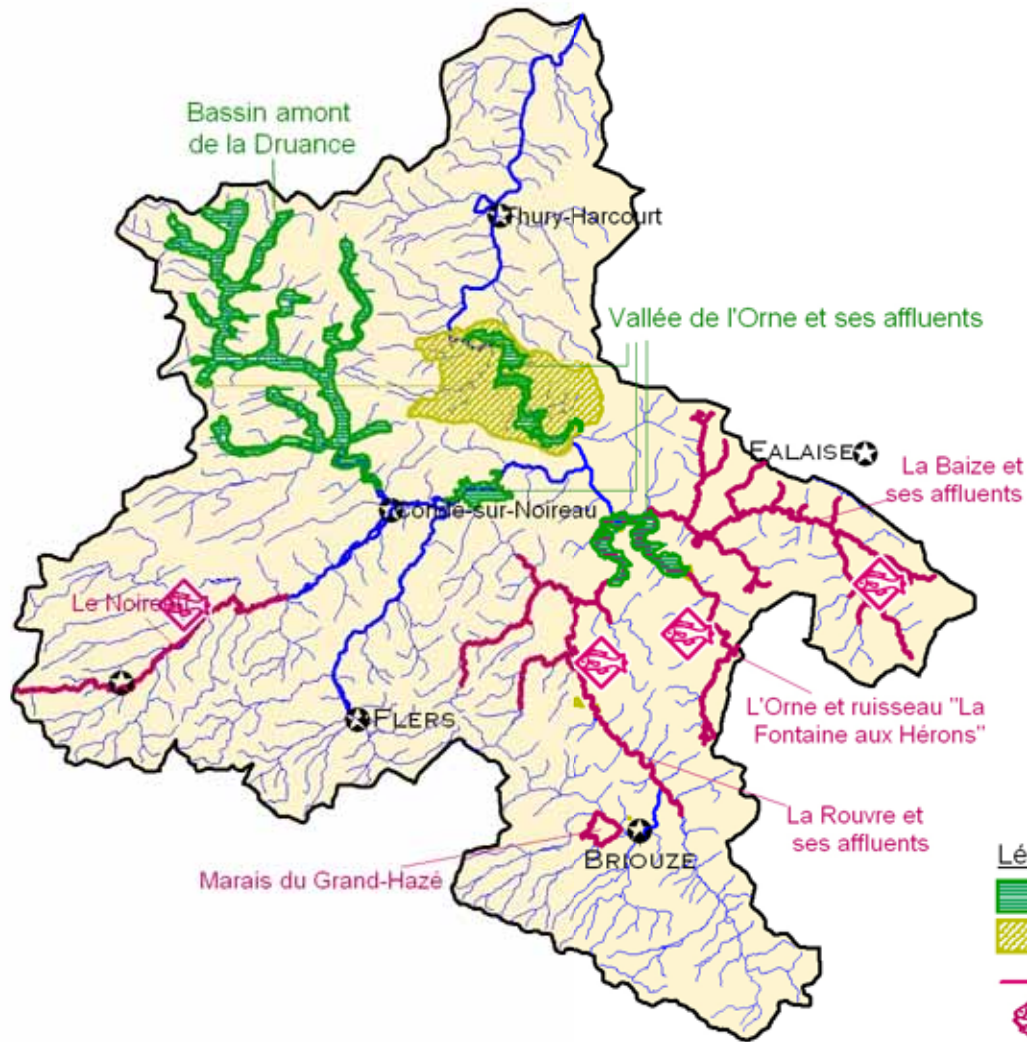 Bassin amont
de la Druance
Thury-Harcourt
Vallée de l'Orne et ses affluents
FALAISE
La Baize et
ses affluents
Condé-sur-Noireau
Le Noireau
L'Orne et ruisseau "La
Fontaine aux Hérons"
FLERS
La Rouvre et
ses affluents
BRIOUZE
Marais du Grand-Hazé
Lé